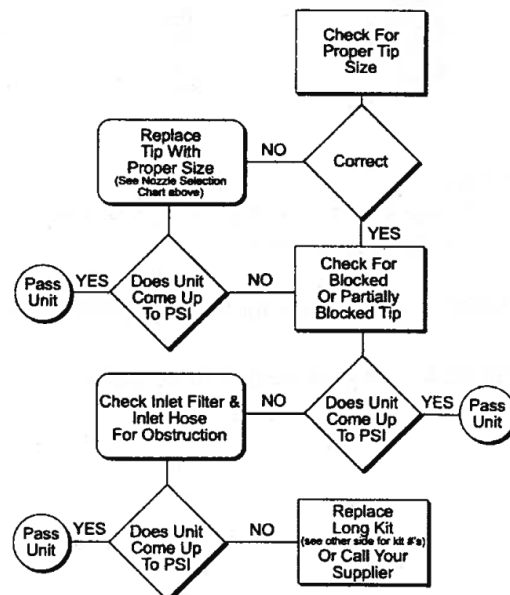 Check For
Proper Tip
Size
Replace
Tip With
Proper Size
(See Nozzle Selection
Chart above)
NO
Correct
YES
Pass
Unit
YES
Does Unit
Come Up
To PSI
NO
Check For
Blocked
Or Partially
Blocked Tip
Check Inlet Filter &
Inlet Hose
For Obstruction
NO
Does Unit
Come Up
To PSI
YES
Pass
Unit
Pass
Unit
YES
Does Unit
Come Up
To PSI
NO
Replace
Long Kit
(see other side for kit #'s)
Or Call Your
Supplier